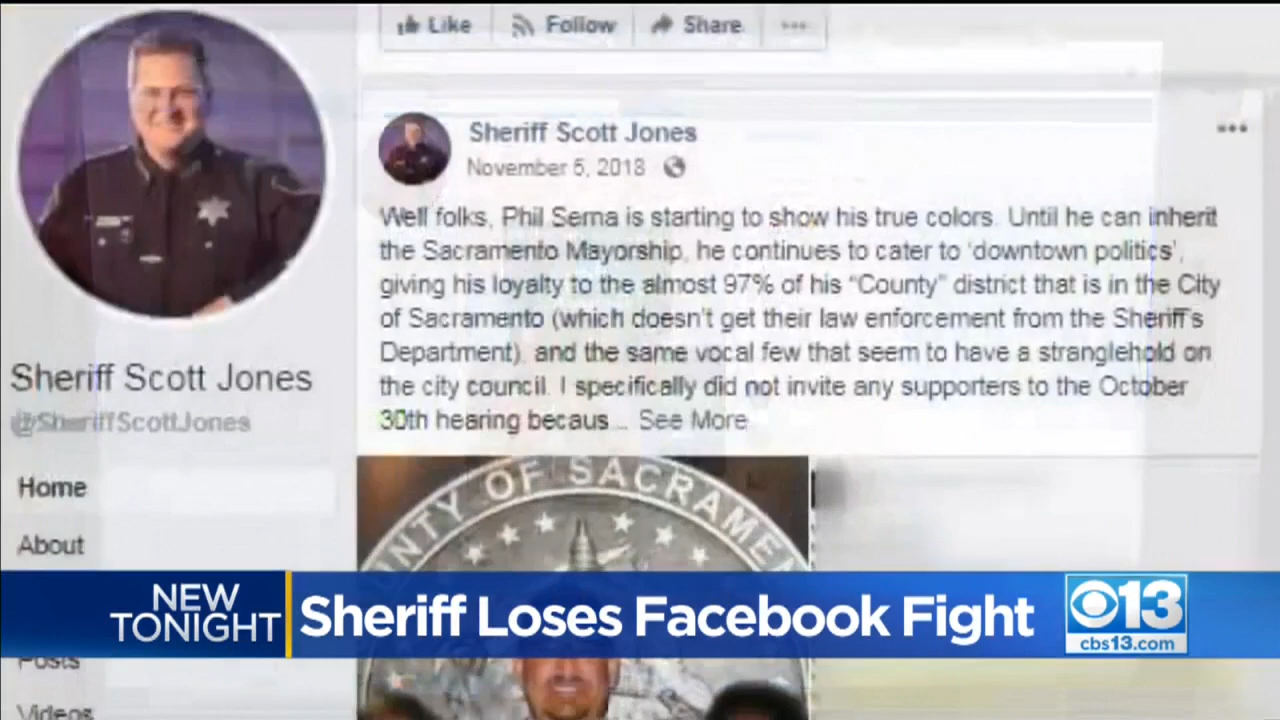 Like Follow Share
Sheriff Scott Jones
November 5, 2018
Well folks, Phil Serna is starting to show his true colors. Until he can inherit
the Sacramento Mayorship, he continues to cater to 'downtown politics',
giving his loyalty to the almost 97% of his "County" district that is in the City
of Sacramento (which doesn't get their law enforcement from the Sheriff's
Department), and the same vocal few that seem to have a stranglehold on
the city council. I specifically did not invite any supporters to the October
30th hearing becaus... See More
Sheriff Scott Jones
@SheriffScottJones
Home
About
Posts
Videos
UNTY OF SACRAMEN
NEW
TONIGHT
Sheriff Loses Facebook Fight
13
cbs13.com